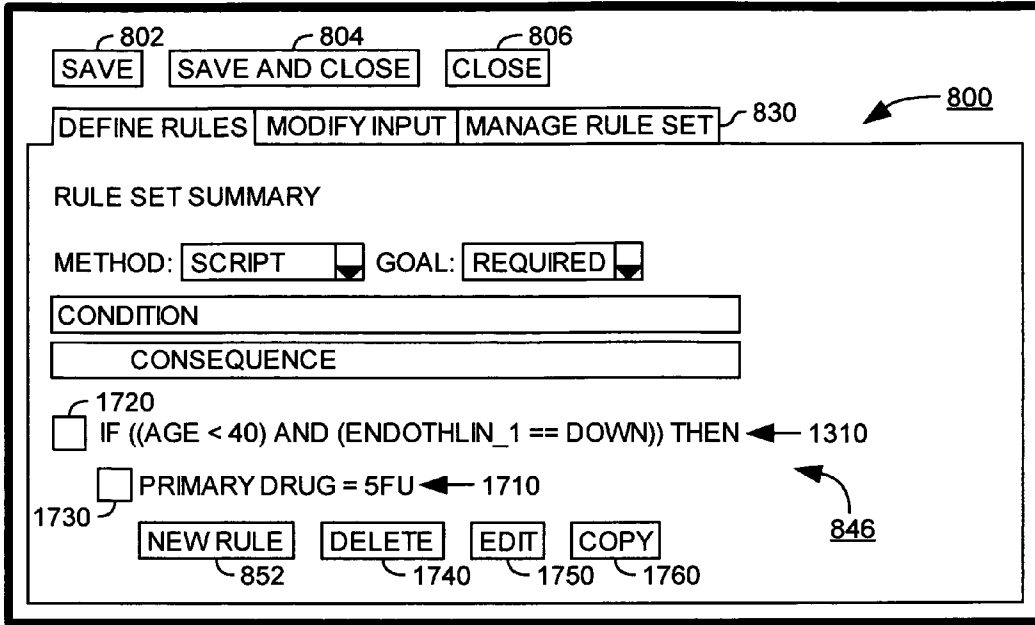 802 804 806
SAVE SAVE AND CLOSE CLOSE
800
DEFINE RULES MODIFY INPUT MANAGE RULE SET 830
RULE SET SUMMARY
METHOD: SCRIPT GOAL: REQUIRED
CONDITION
CONSEQUENCE
1720
IF ((AGE < 40) AND (ENDOTHLIN_1 == DOWN)) THEN 1310
PRIMARY DRUG = 5FU 1710
1730 846
NEW RULE DELETE EDIT COPY
852 1740 1750 1760